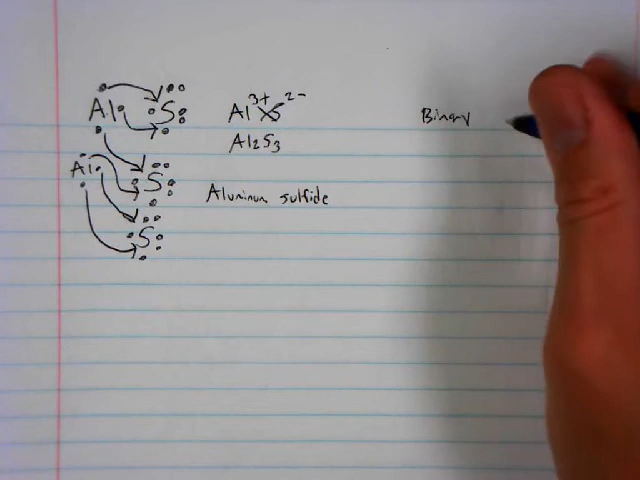 Al S
Al³⁺ S²⁻
Binary
Al₂S₃
Al S
Aluminum sulfide
S